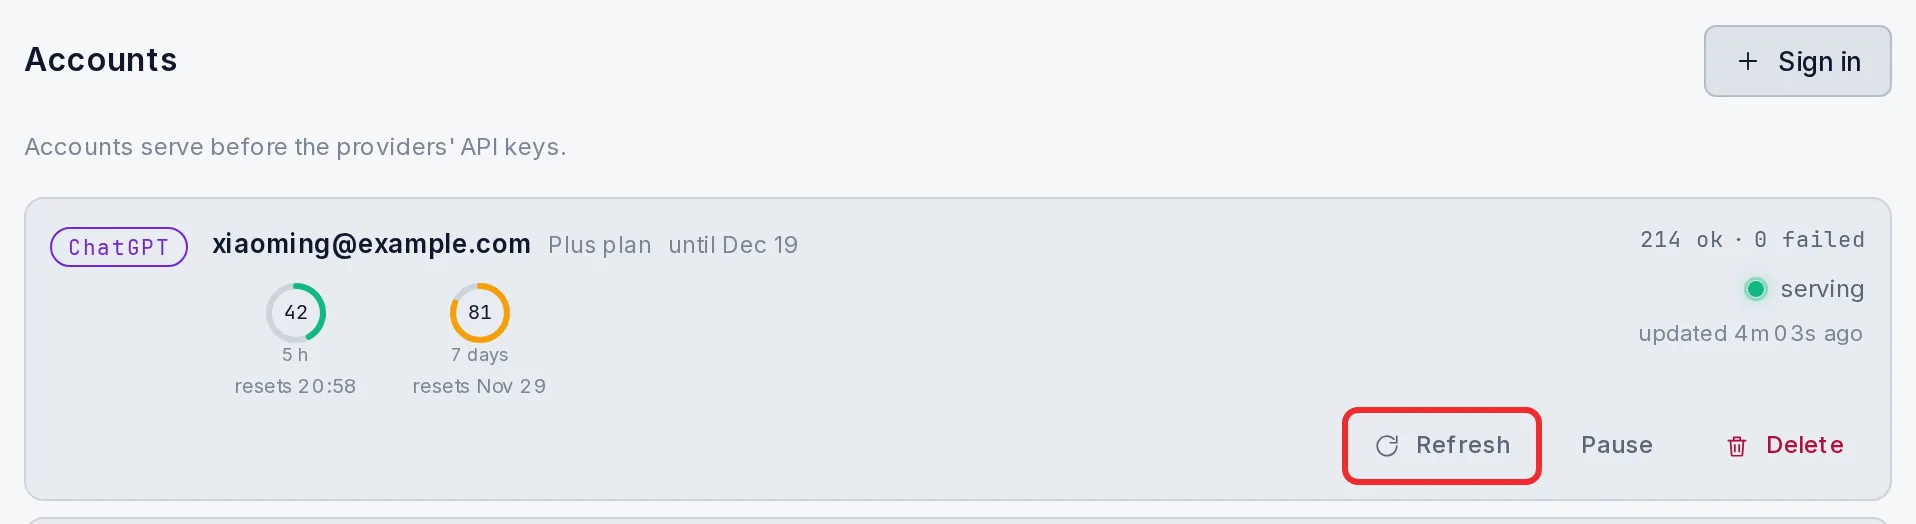 Accounts
+ Sign in
Accounts serve before the providers' API keys.
ChatGPT xiaoming@example.com Plus plan until Dec 19
214 ok · 0 failed
serving
updated 4m 03s ago
42
5 h
resets 20:58
81
7 days
resets Nov 29
Refresh Pause Delete